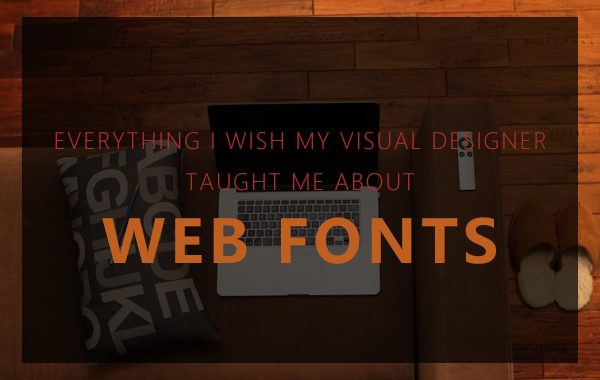 EVERYTHING I WISH MY VISUAL DESIGNER
TAUGHT ME ABOUT
WEB FONTS